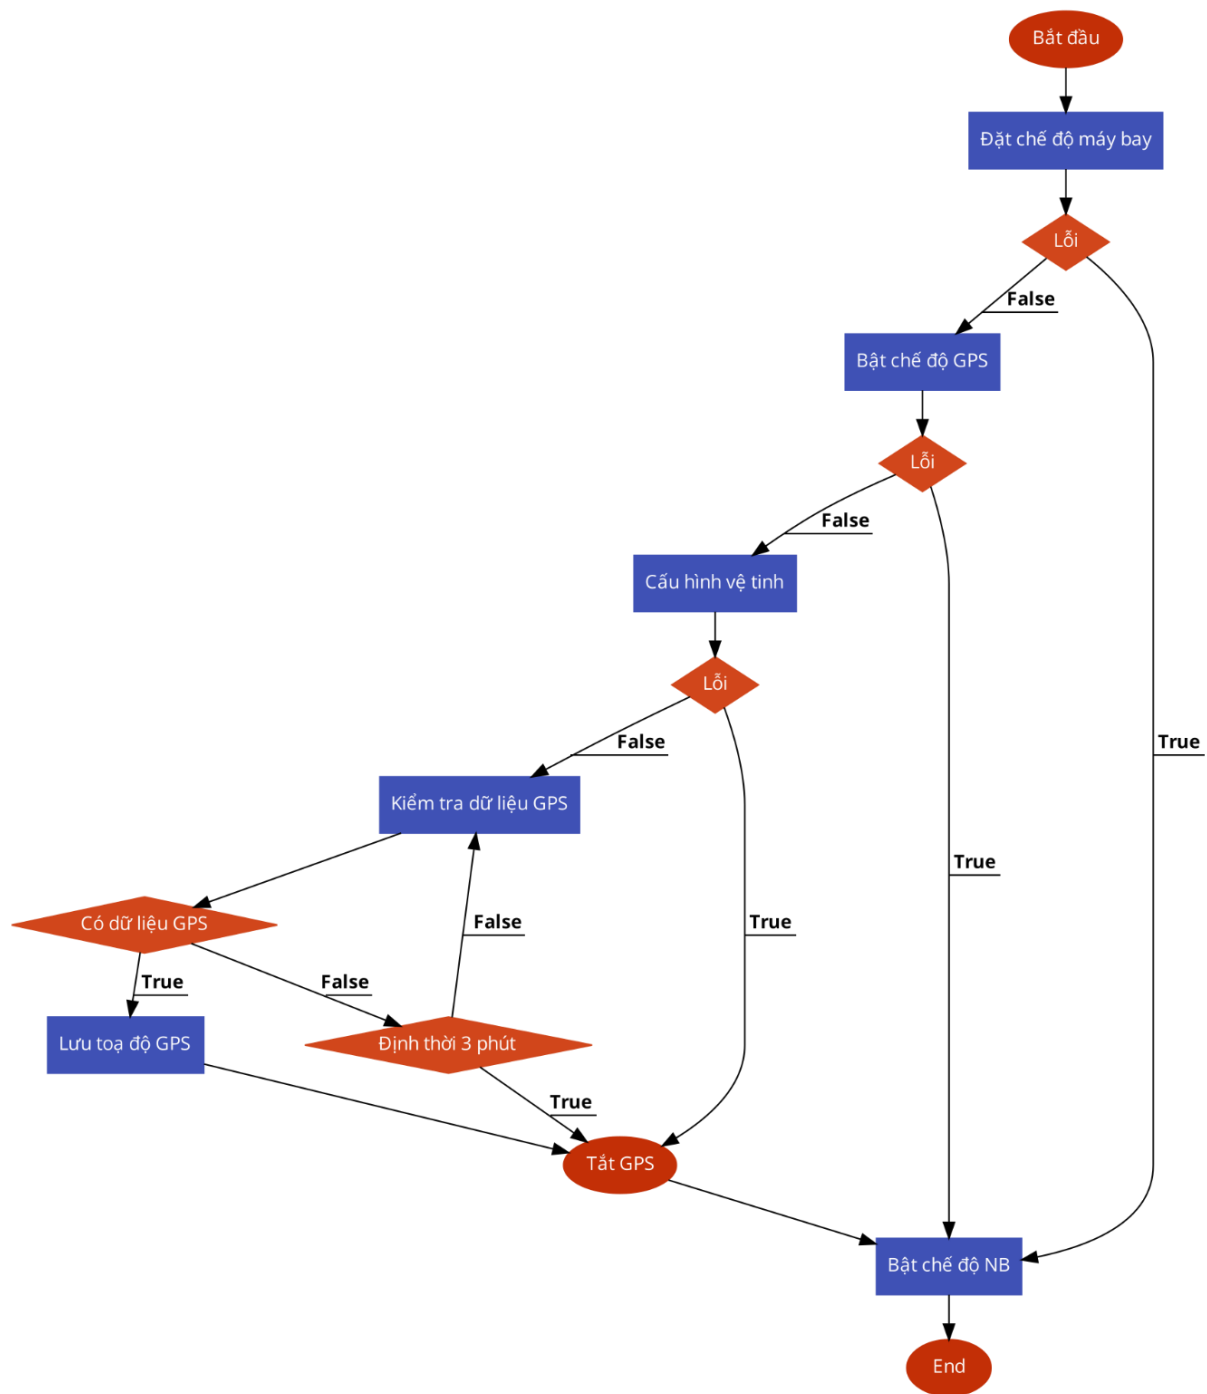 Bắt đầu
Đặt chế độ máy bay
Lỗi
False
Bật chế độ GPS
Lỗi
False
Cấu hình vệ tinh
Lỗi
False
True
Kiểm tra dữ liệu GPS
True
Có dữ liệu GPS
False
True
True
False
Lưu toạ độ GPS
Định thời 3 phút
True
Tắt GPS
Bật chế độ NB
End